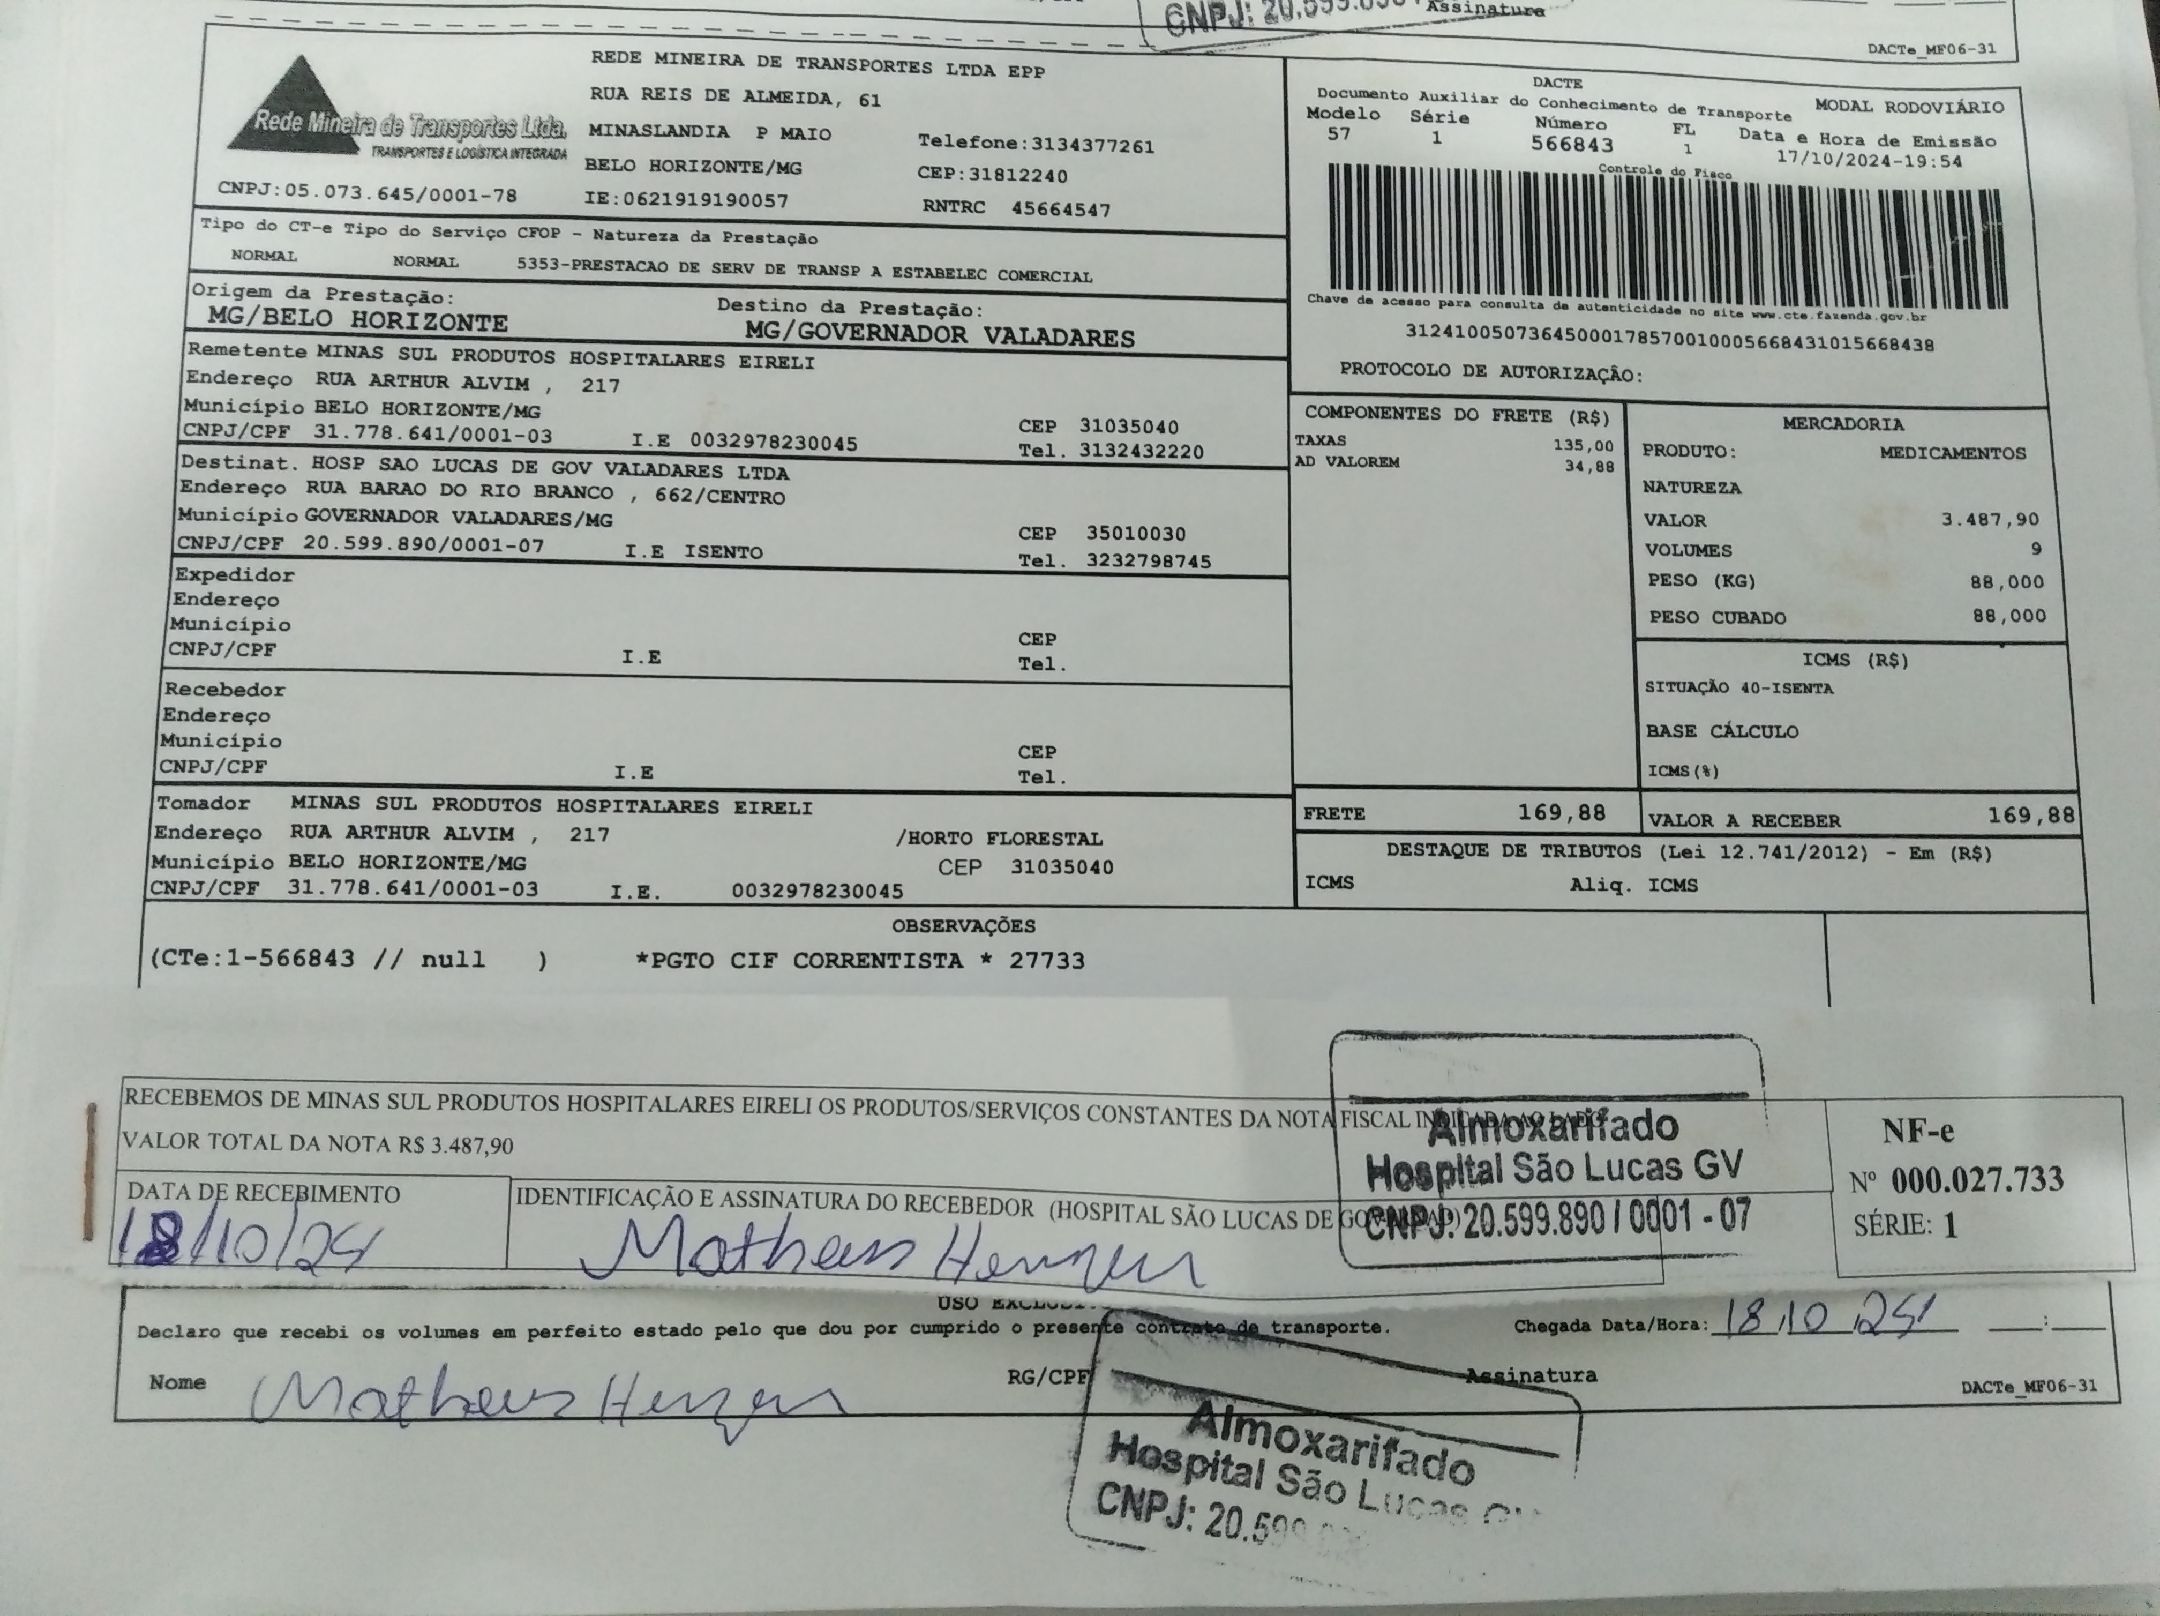 CNPJ: 20.599.890
Assinatura
DACTe_MF06-31
Rede Mineira de Transportes Ltda.
TRANSPORTES E LOGÍSTICA INTEGRADA
CNPJ:05.073.645/0001-78
REDE MINEIRA DE TRANSPORTES LTDA EPP
RUA REIS DE ALMEIDA, 61
MINASLANDIA P MAIO Telefone:3134377261
BELO HORIZONTE/MG CEP:31812240
IE:0621919190057 RNTRC 45664547
DACTE
Documento Auxiliar do Conhecimento de Transporte MODAL RODOVIÁRIO
Modelo Série Número FL Data e Hora de Emissão
57 1 566843 1 17/10/2024-19:54
Controle do Fisco
Chave de acesso para consulta de autenticidade no site www.cte.fazenda.gov.br
31241005073645000178570010005668431015668438
PROTOCOLO DE AUTORIZAÇÃO:
Tipo do CT-e Tipo do Serviço CFOP - Natureza da Prestação
NORMAL NORMAL 5353-PRESTACAO DE SERV DE TRANSP A ESTABELEC COMERCIAL
Origem da Prestação: Destino da Prestação:
MG/BELO HORIZONTE MG/GOVERNADOR VALADARES
Remetente MINAS SUL PRODUTOS HOSPITALARES EIRELI
Endereço RUA ARTHUR ALVIM , 217
Município BELO HORIZONTE/MG CEP 31035040
CNPJ/CPF 31.778.641/0001-03 I.E 0032978230045 Tel. 3132432220
Destinat. HOSP SAO LUCAS DE GOV VALADARES LTDA
Endereço RUA BARAO DO RIO BRANCO , 662/CENTRO
Município GOVERNADOR VALADARES/MG CEP 35010030
CNPJ/CPF 20.599.890/0001-07 I.E ISENTO Tel. 3232798745
Expedidor
Endereço
Município CEP
CNPJ/CPF I.E Tel.
Recebedor
Endereço
Município CEP
CNPJ/CPF I.E Tel.
Tomador MINAS SUL PRODUTOS HOSPITALARES EIRELI
Endereço RUA ARTHUR ALVIM , 217 /HORTO FLORESTAL
Município BELO HORIZONTE/MG CEP 31035040
CNPJ/CPF 31.778.641/0001-03 I.E. 0032978230045
COMPONENTES DO FRETE (R$)
TAXAS 135,00
AD VALOREM 34,88
MERCADORIA
PRODUTO: MEDICAMENTOS
NATUREZA
VALOR 3.487,90
VOLUMES 9
PESO (KG) 88,000
PESO CUBADO 88,000
ICMS (R$)
SITUAÇÃO 40-ISENTA
BASE CÁLCULO
ICMS(%)
FRETE 169,88 VALOR A RECEBER 169,88
DESTAQUE DE TRIBUTOS (Lei 12.741/2012) - Em (R$)
ICMS Aliq. ICMS
OBSERVAÇÕES
(CTe:1-566843 // null ) *PGTO CIF CORRENTISTA * 27733
RECEBEMOS DE MINAS SUL PRODUTOS HOSPITALARES EIRELI OS PRODUTOS/SERVIÇOS CONSTANTES DA NOTA FISCAL INDICADA AO LADO
VALOR TOTAL DA NOTA R$ 3.487,90
DATA DE RECEBIMENTO
18/10/24
IDENTIFICAÇÃO E ASSINATURA DO RECEBEDOR (HOSPITAL SÃO LUCAS DE
Matheus
Almoxarifado
Hospital São Lucas GV
CNPJ: 20.599.890/0001-07
NF-e
Nº 000.027.733
SÉRIE: 1
USO
Declaro que recebi os volumes em perfeito estado pelo que dou por cumprido o presente contrato de transporte. Chegada Data/Hora: 18 10 24 :
Nome Matheus RG/CPF Assinatura
DACTe_MF06-31
Almoxarifado
Hospital São Lucas
CNPJ: 20.599